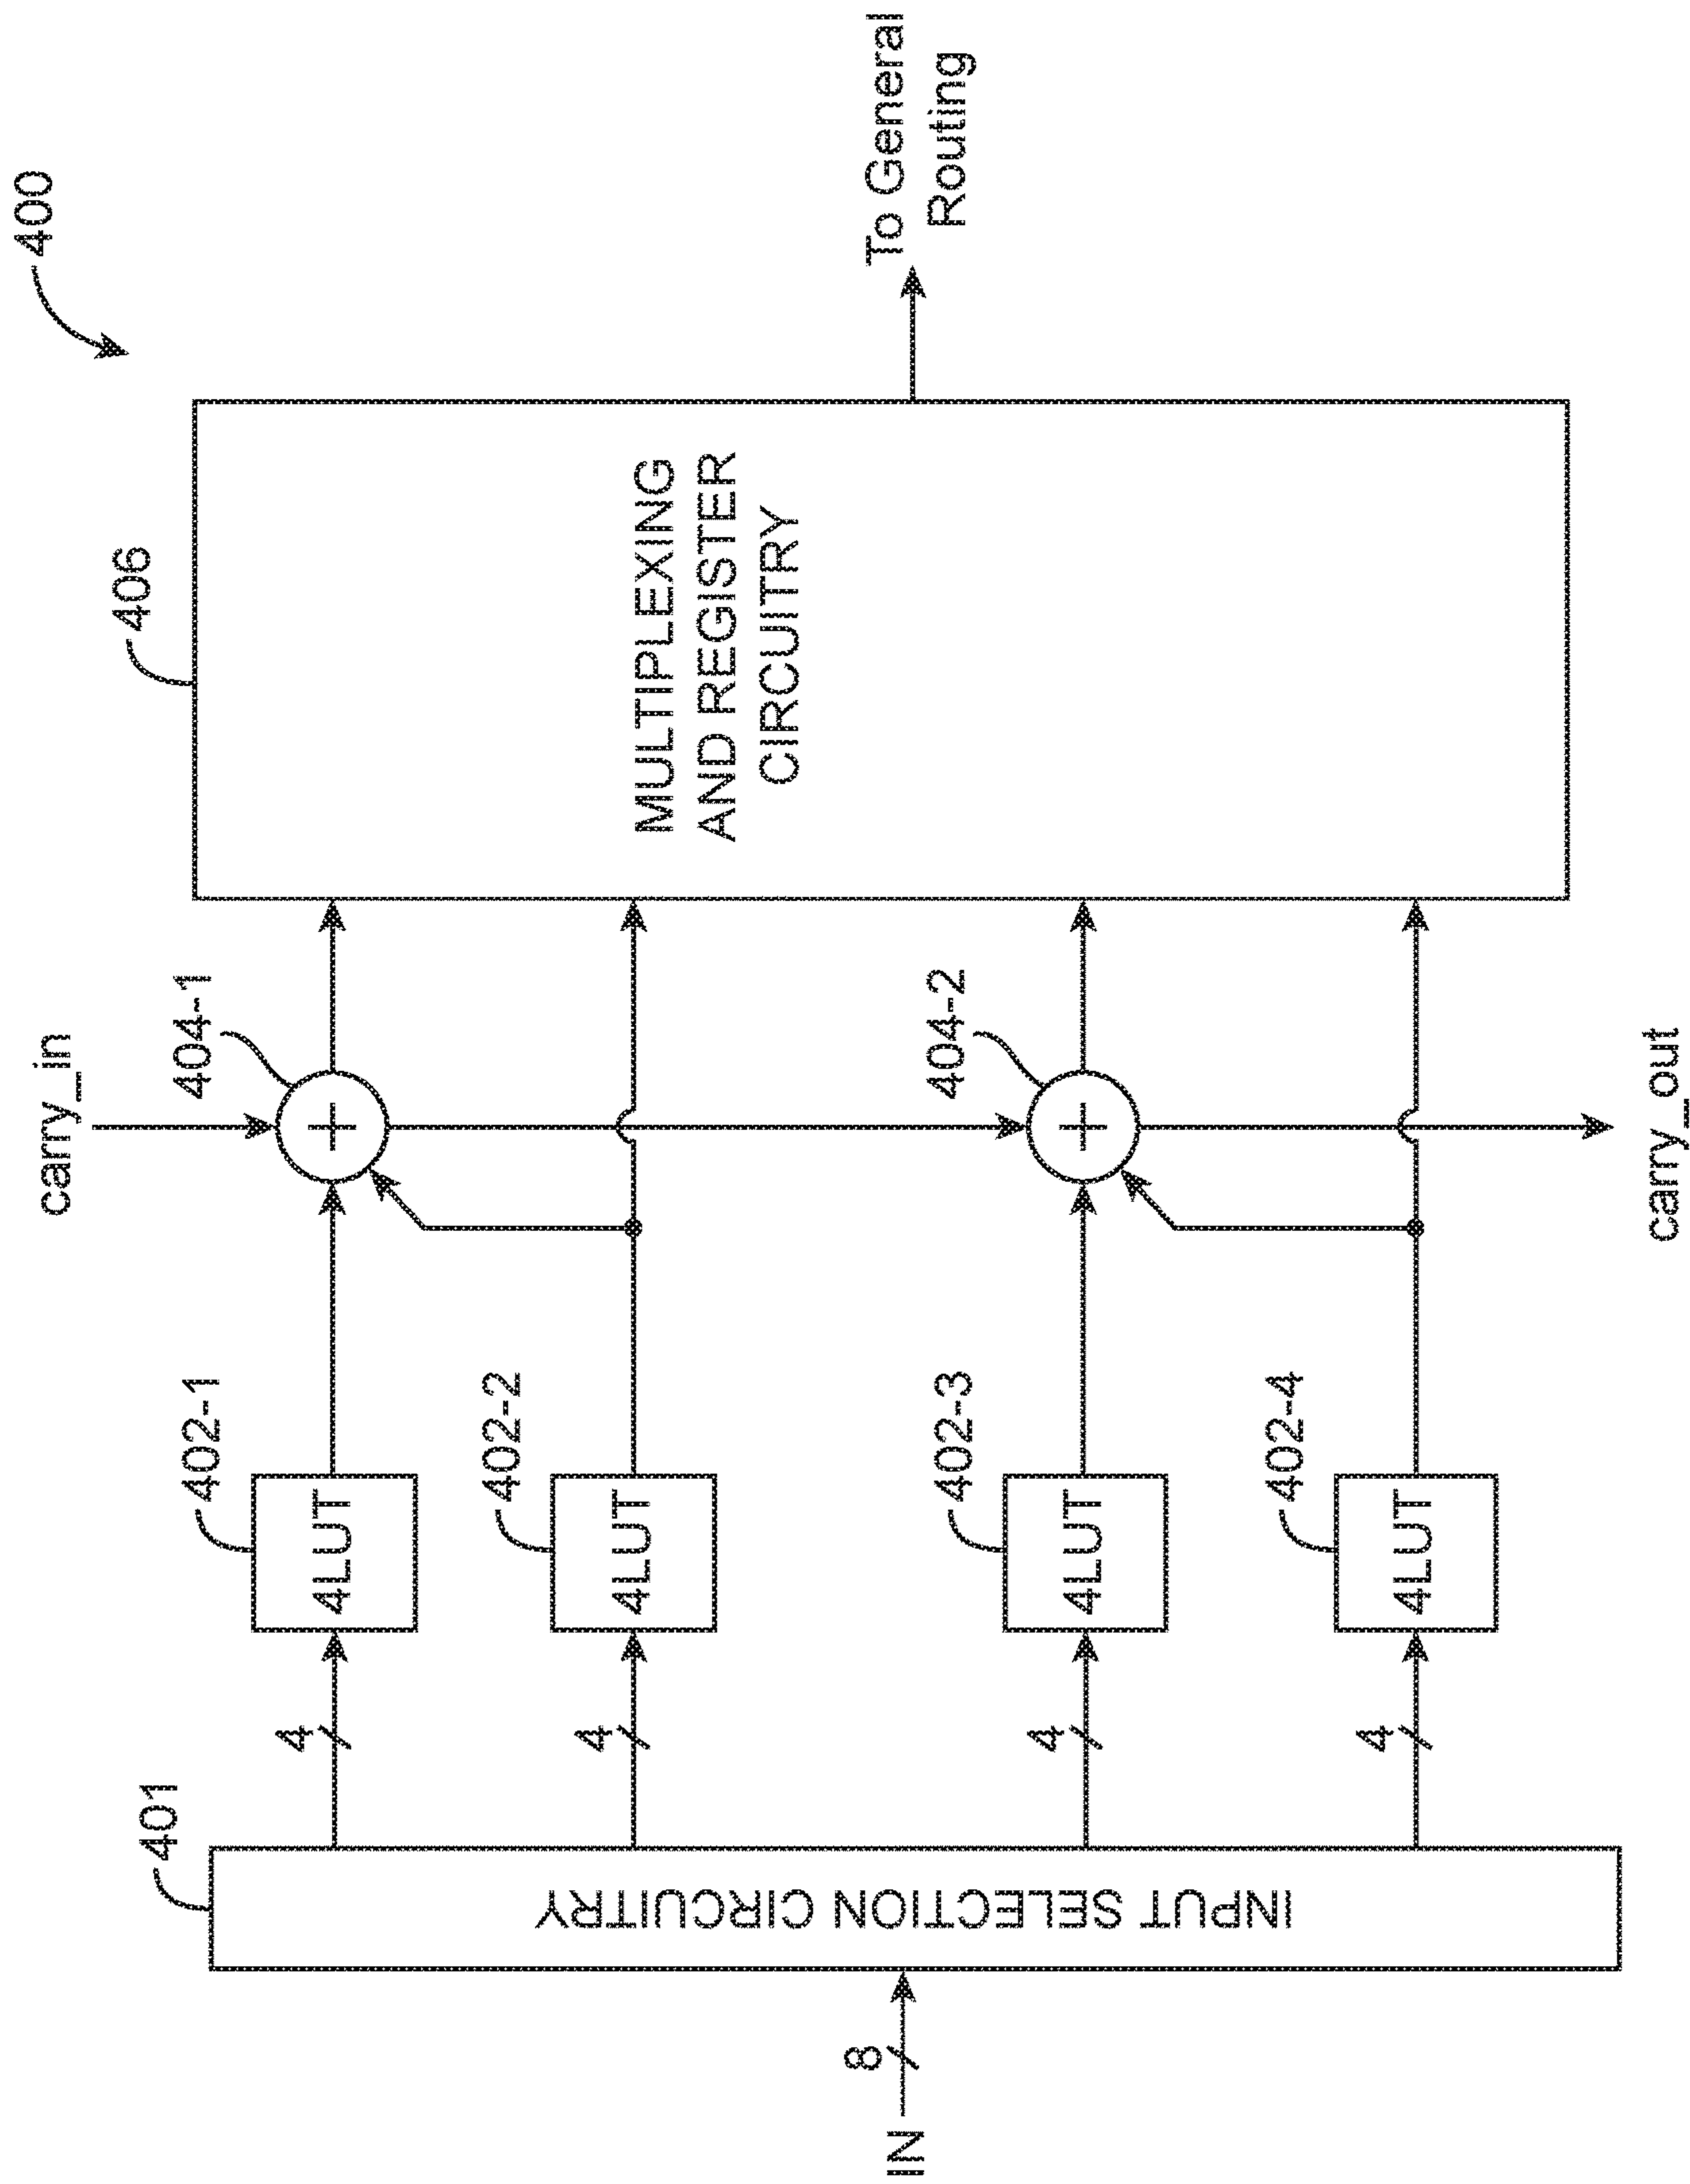 400
406
MULTIPLEXING
AND REGISTER
CIRCUITRY
To General
Routing
carry_in
404-1
404-2
carry_out
402-1
4LUT
402-2
4LUT
402-3
4LUT
402-4
4LUT
4
4
4
4
401
INPUT SELECTION CIRCUITRY
8
IN